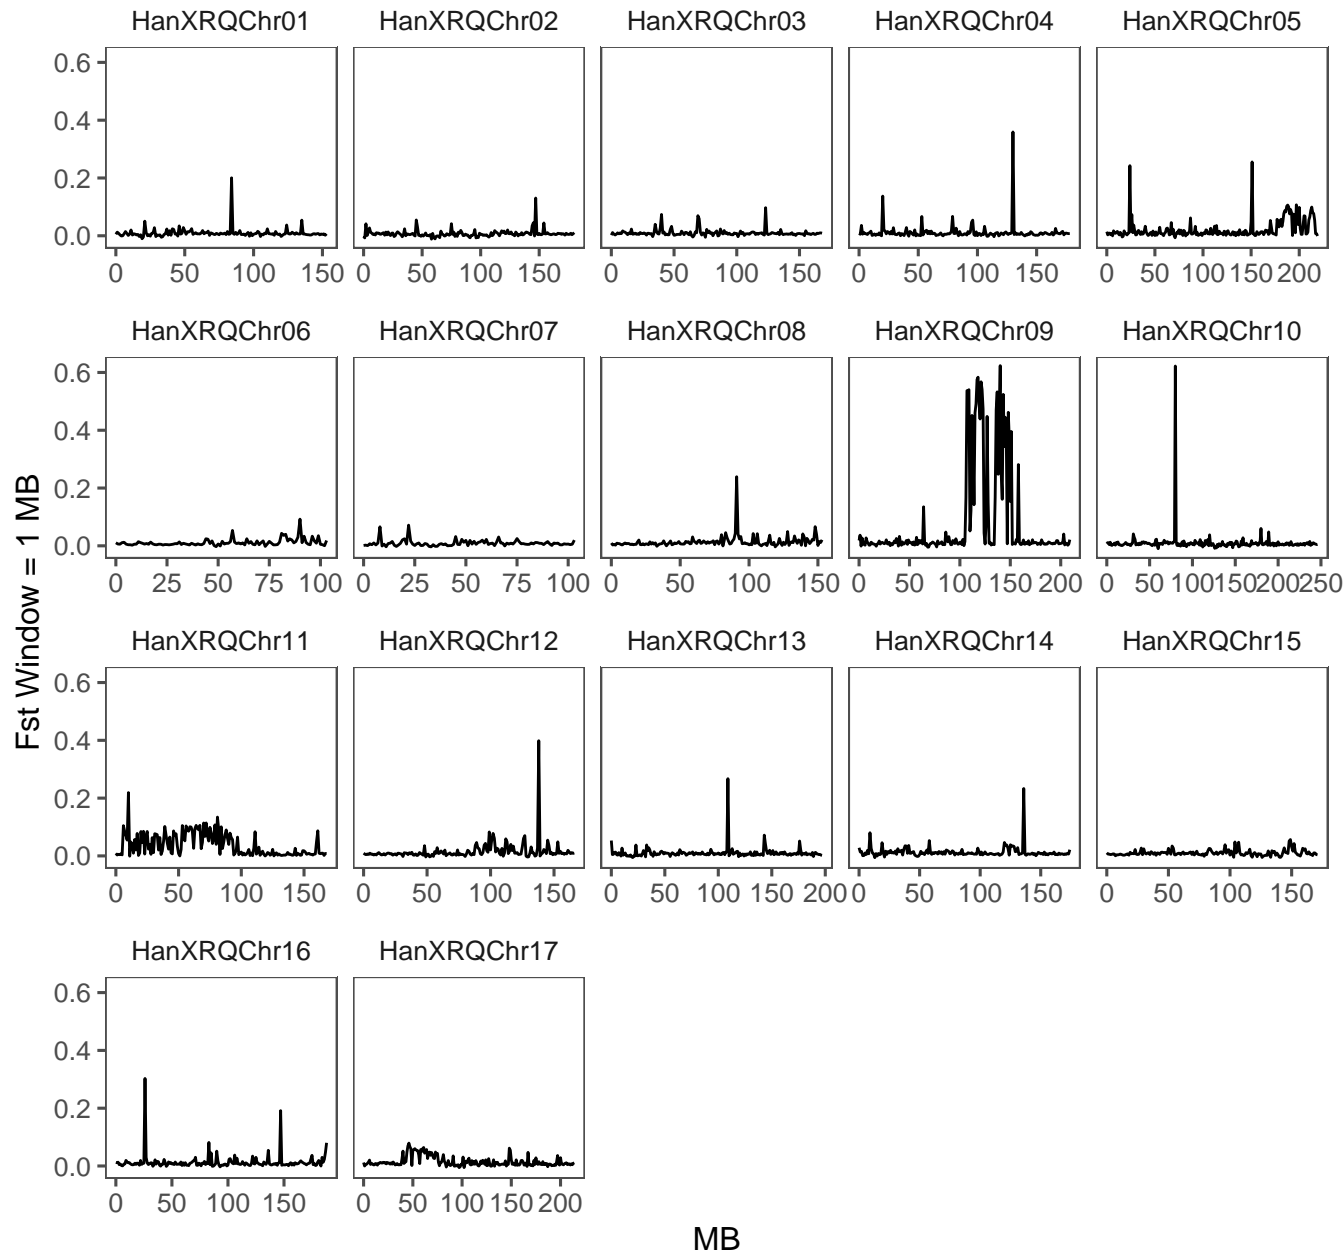 HanXRQChr01 HanXRQChr02 HanXRQChr03 HanXRQChr04 HanXRQChr05
0.6
0.4
0.2
0.0
0 50 100 150 0 50 100 150 0 50 100 150 0 50 100 150 0 50 100 150 200
HanXRQChr06 HanXRQChr07 HanXRQChr08 HanXRQChr09 HanXRQChr10
0.6
0.4
0.2
0.0
0 25 50 75 100 0 25 50 75 100 0 50 100 150 0 50 100 150 200 0 50 100 150 200 250
Fst Window = 1 MB
HanXRQChr11 HanXRQChr12 HanXRQChr13 HanXRQChr14 HanXRQChr15
0.6
0.4
0.2
0.0
0 50 100 150 0 50 100 150 0 50 100 150 200 0 50 100 150 0 50 100 150
HanXRQChr16 HanXRQChr17
0.6
0.4
0.2
0.0
0 50 100 150 0 50 100 150 200
MB